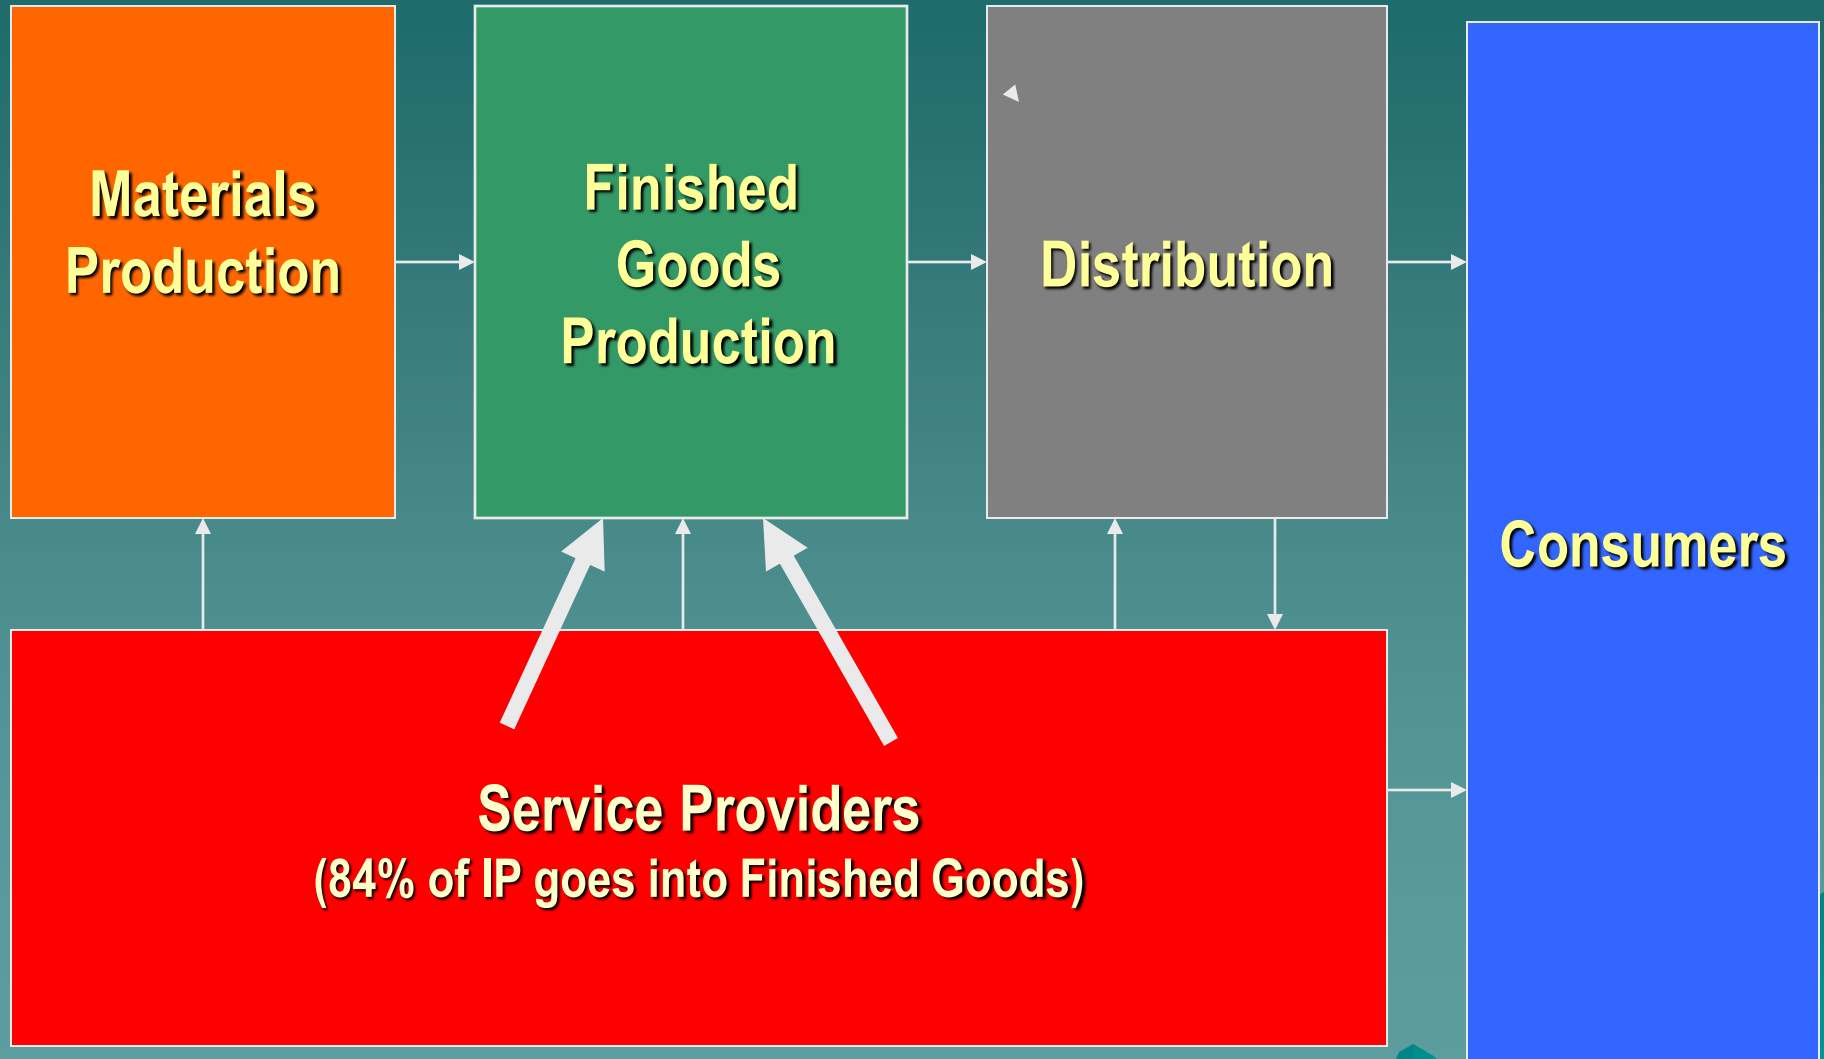 Materials
Production
Finished
Goods
Production
Distribution
Consumers
Service Providers
(84% of IP goes into Finished Goods)